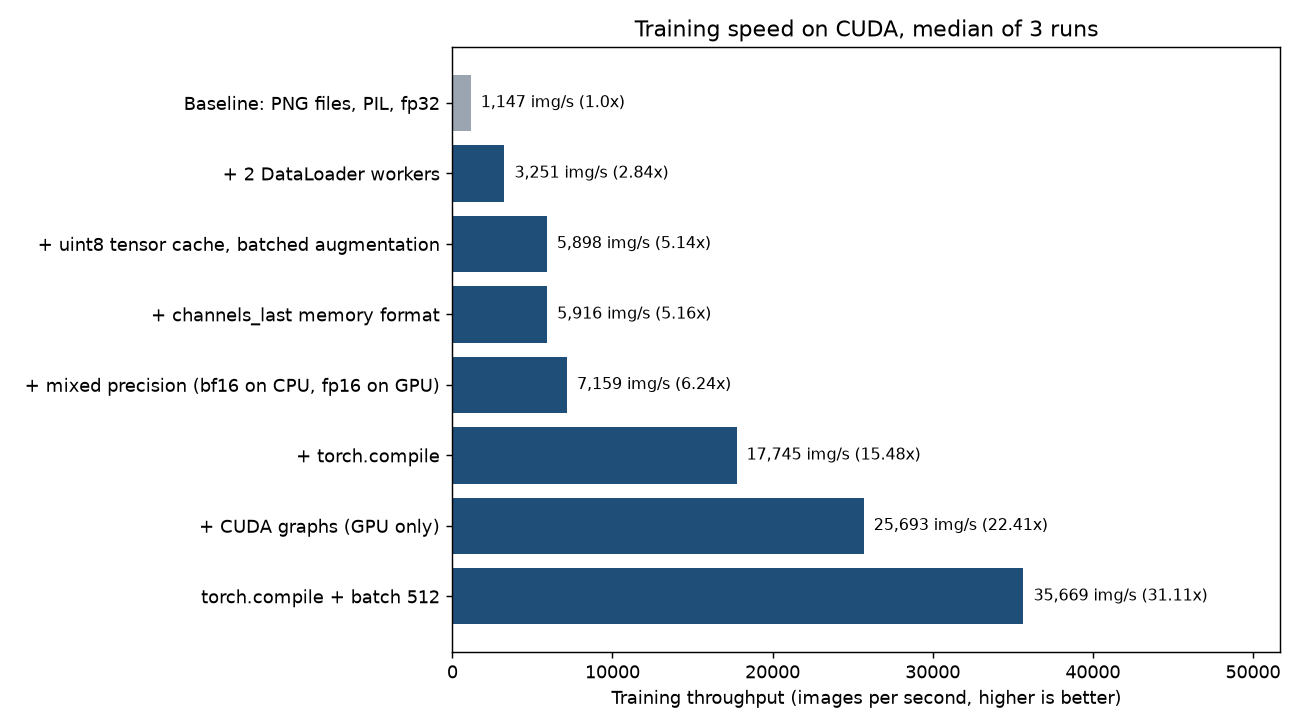 Training speed on CUDA, median of 3 runs
Baseline: PNG files, PIL, fp32
1,147 img/s (1.0x)
+ 2 DataLoader workers
3,251 img/s (2.84x)
+ uint8 tensor cache, batched augmentation
5,898 img/s (5.14x)
+ channels_last memory format
5,916 img/s (5.16x)
+ mixed precision (bf16 on CPU, fp16 on GPU)
7,159 img/s (6.24x)
+ torch.compile
17,745 img/s (15.48x)
+ CUDA graphs (GPU only)
25,693 img/s (22.41x)
torch.compile + batch 512
35,669 img/s (31.11x)
0 10000 20000 30000 40000 50000
Training throughput (images per second, higher is better)